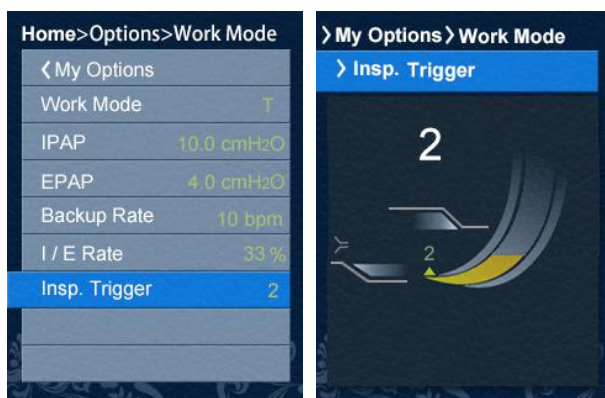 Home>Options>Work Mode
‹ My Options
Work Mode T
IPAP 10.0 cmH2O
EPAP 4.0 cmH2O
Backup Rate 10 bpm
I / E Rate 33 %
Insp. Trigger 2
› My Options › Work Mode
› Insp. Trigger
2
2